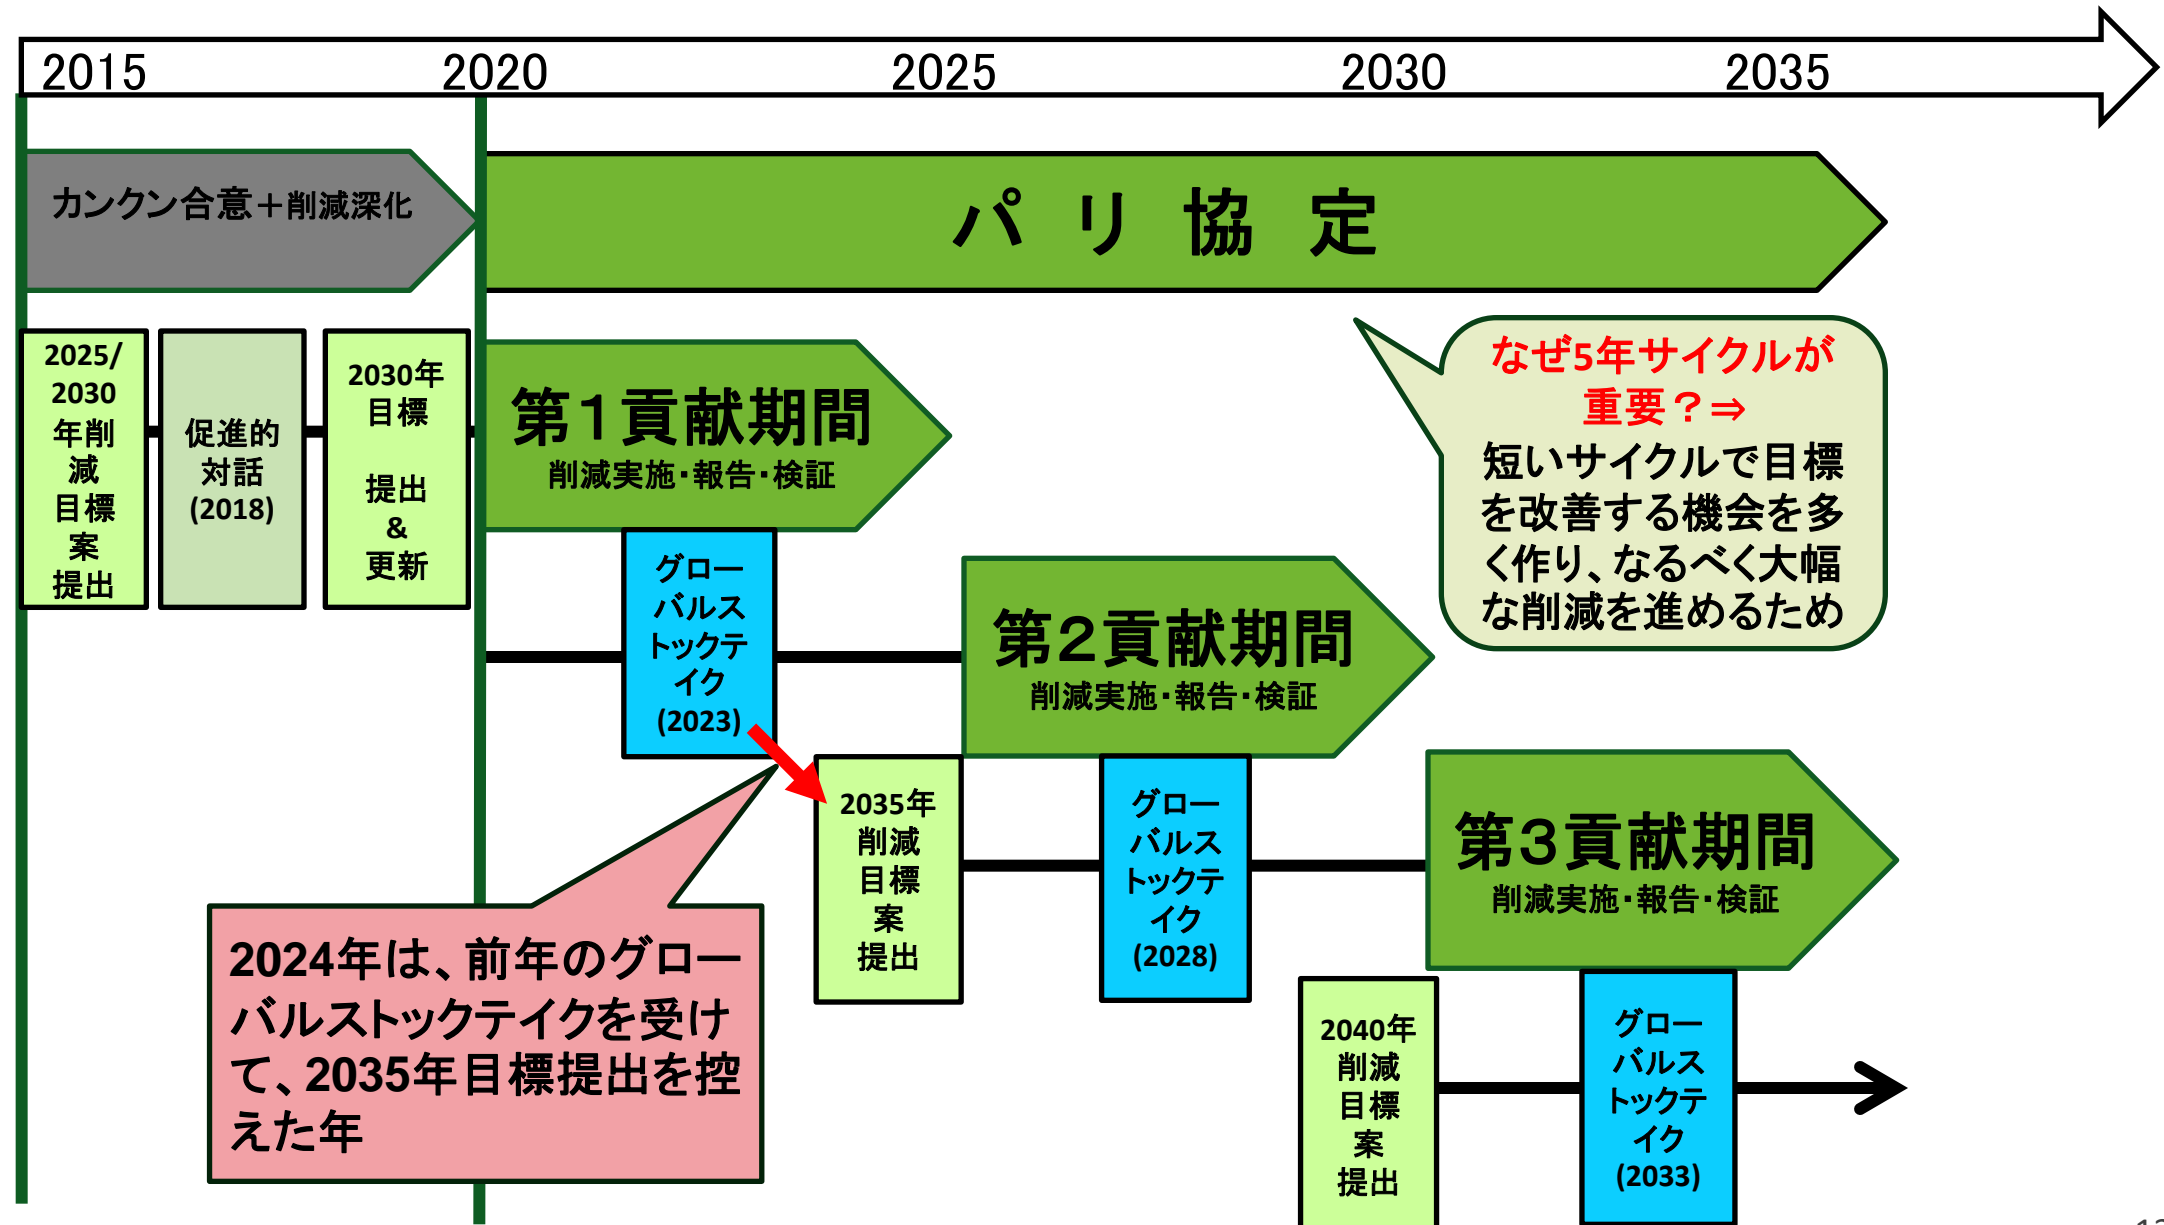 2015 2020 2025 2030 2035
カンクン合意＋削減深化
パリ協定
2025/
2030
年削
減
目標
案
提出
促進的
対話
(2018)
2030年
目標
提出
&
更新
第1貢献期間
削減実施・報告・検証
なぜ5年サイクルが
重要？⇒
短いサイクルで目標
を改善する機会を多
く作り、なるべく大幅
な削減を進めるため
グロー
バルス
トックテ
イク
(2023)
第2貢献期間
削減実施・報告・検証
2035年
削減
目標
案
提出
グロー
バルス
トックテ
イク
(2028)
第3貢献期間
削減実施・報告・検証
2024年は、前年のグロー
バルストックテイクを受け
て、2035年目標提出を控
えた年
2040年
削減
目標
案
提出
グロー
バルス
トックテ
イク
(2033)